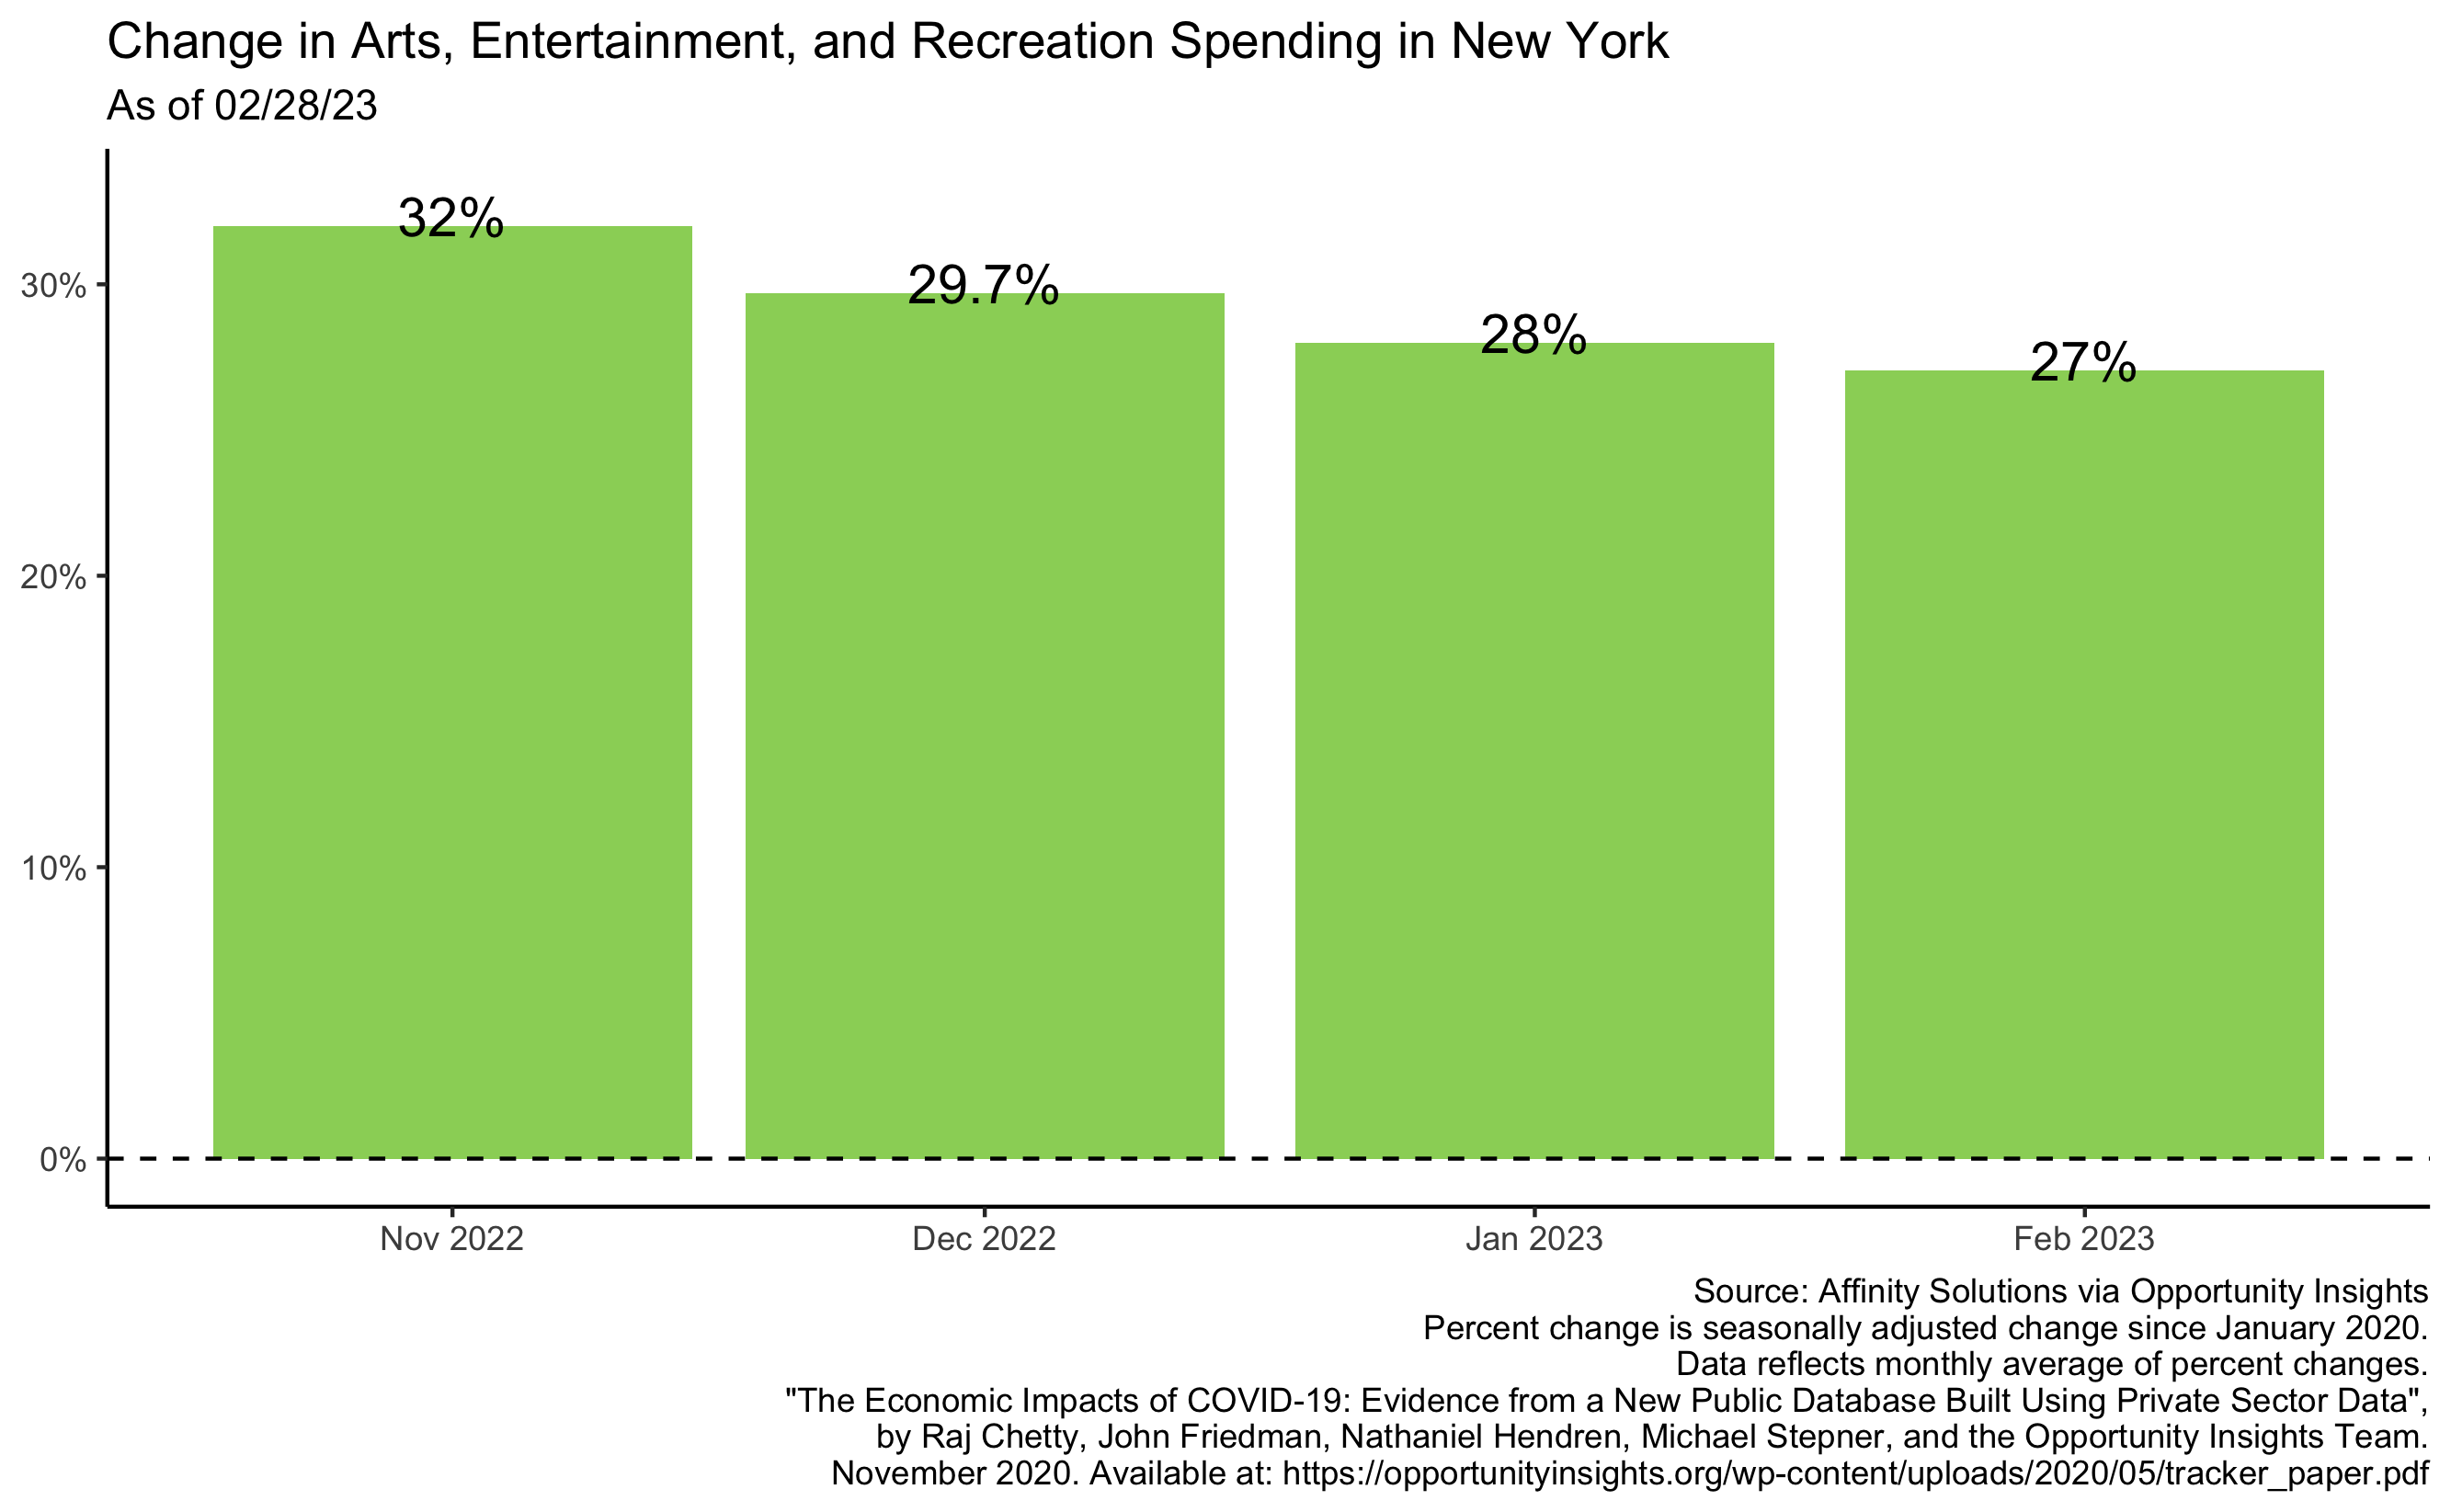 Change in Arts, Entertainment, and Recreation Spending in New York
As of 02/28/23
32%
29.7%
28%
27%
30%
20%
10%
0%
Nov 2022
Dec 2022
Jan 2023
Feb 2023
Source: Affinity Solutions via Opportunity Insights
Percent change is seasonally adjusted change since January 2020.
Data reflects monthly average of percent changes.
"The Economic Impacts of COVID-19: Evidence from a New Public Database Built Using Private Sector Data",
by Raj Chetty, John Friedman, Nathaniel Hendren, Michael Stepner, and the Opportunity Insights Team.
November 2020. Available at: https://opportunityinsights.org/wp-content/uploads/2020/05/tracker_paper.pdf